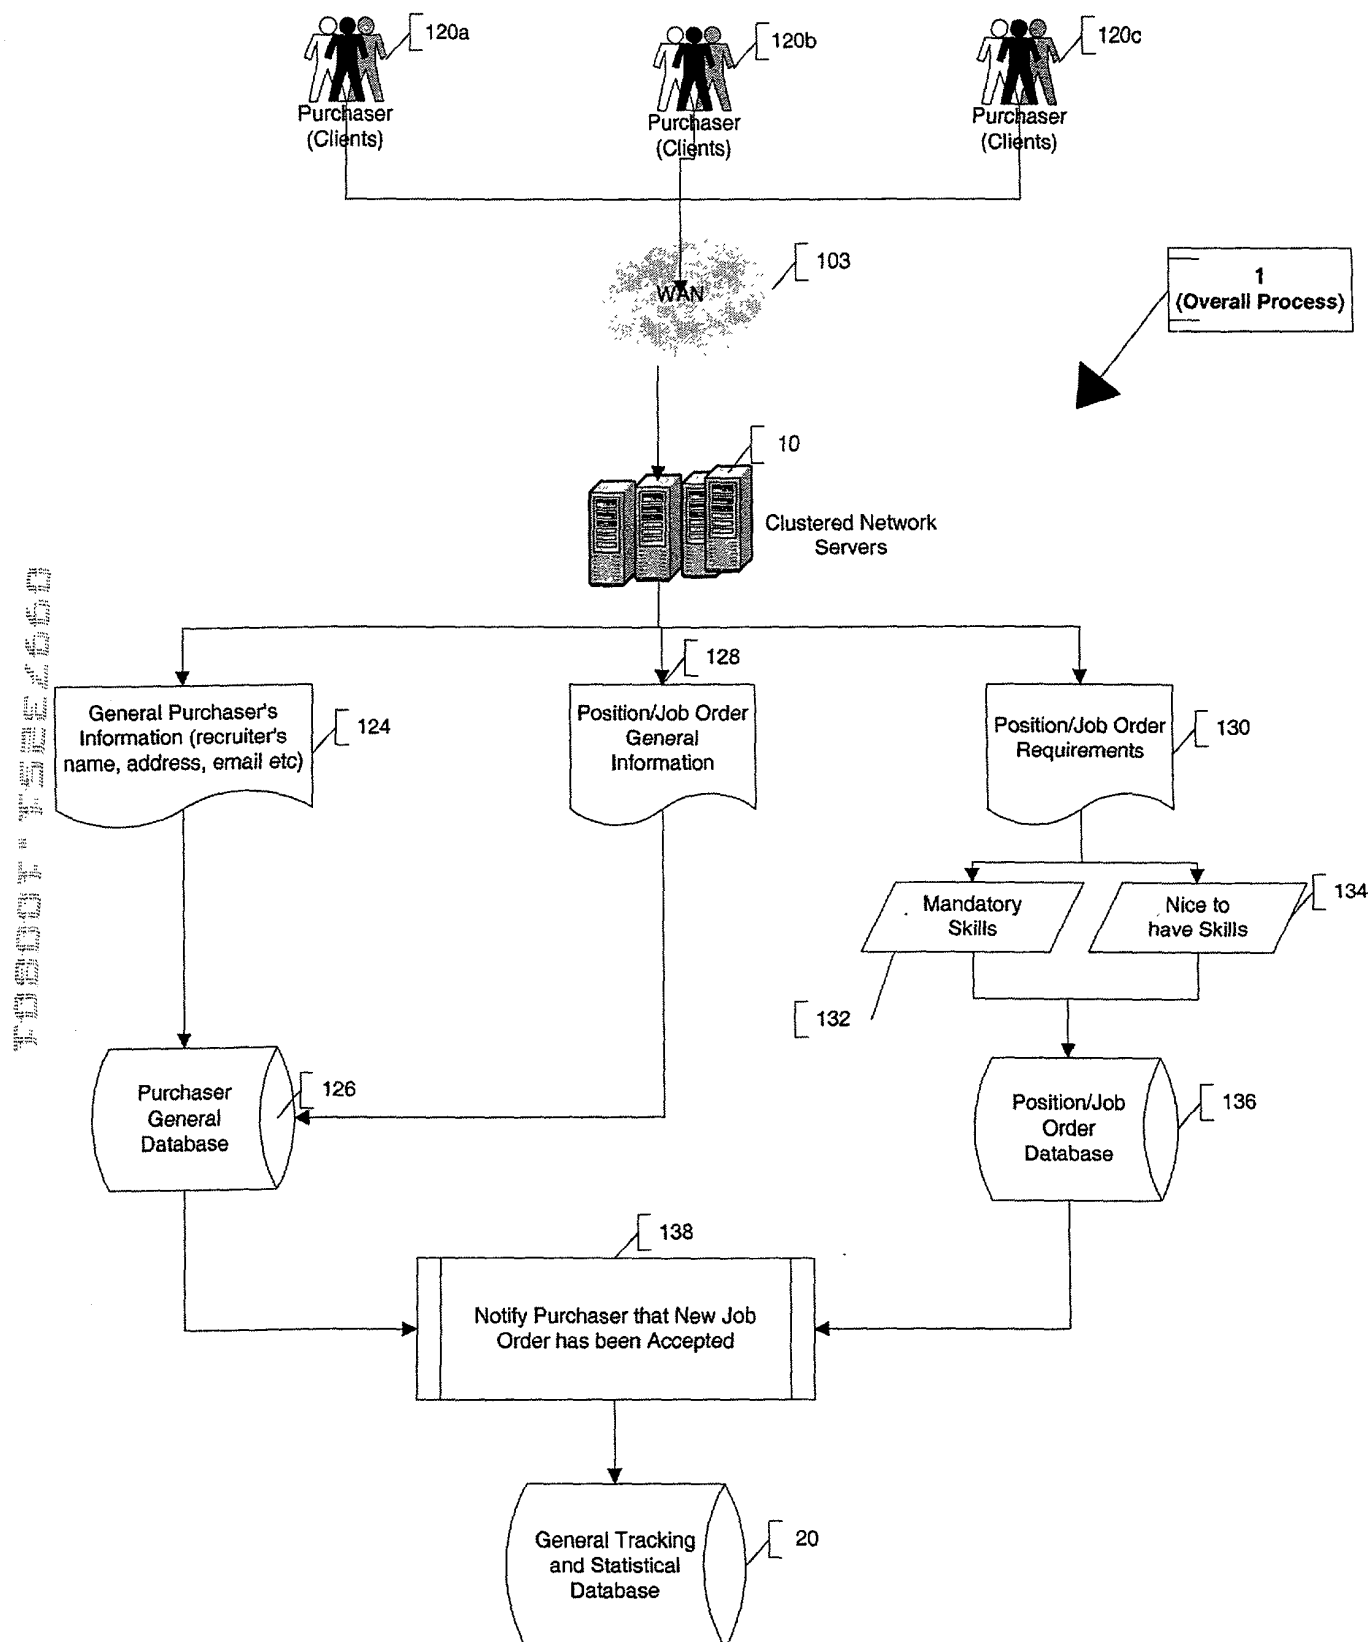 120a
120b
120c
Purchaser
(Clients)
Purchaser
(Clients)
Purchaser
(Clients)
103
WAN
1
(Overall Process)
10
Clustered Network
Servers
128
General Purchaser's
Information (recruiter's
name, address, email etc)
124
Position/Job Order
General
Information
Position/Job Order
Requirements
130
Mandatory
Skills
Nice to
have Skills
134
132
Purchaser
General
Database
126
Position/Job
Order
Database
136
138
Notify Purchaser that New Job
Order has been Accepted
General Tracking
and Statistical
Database
20